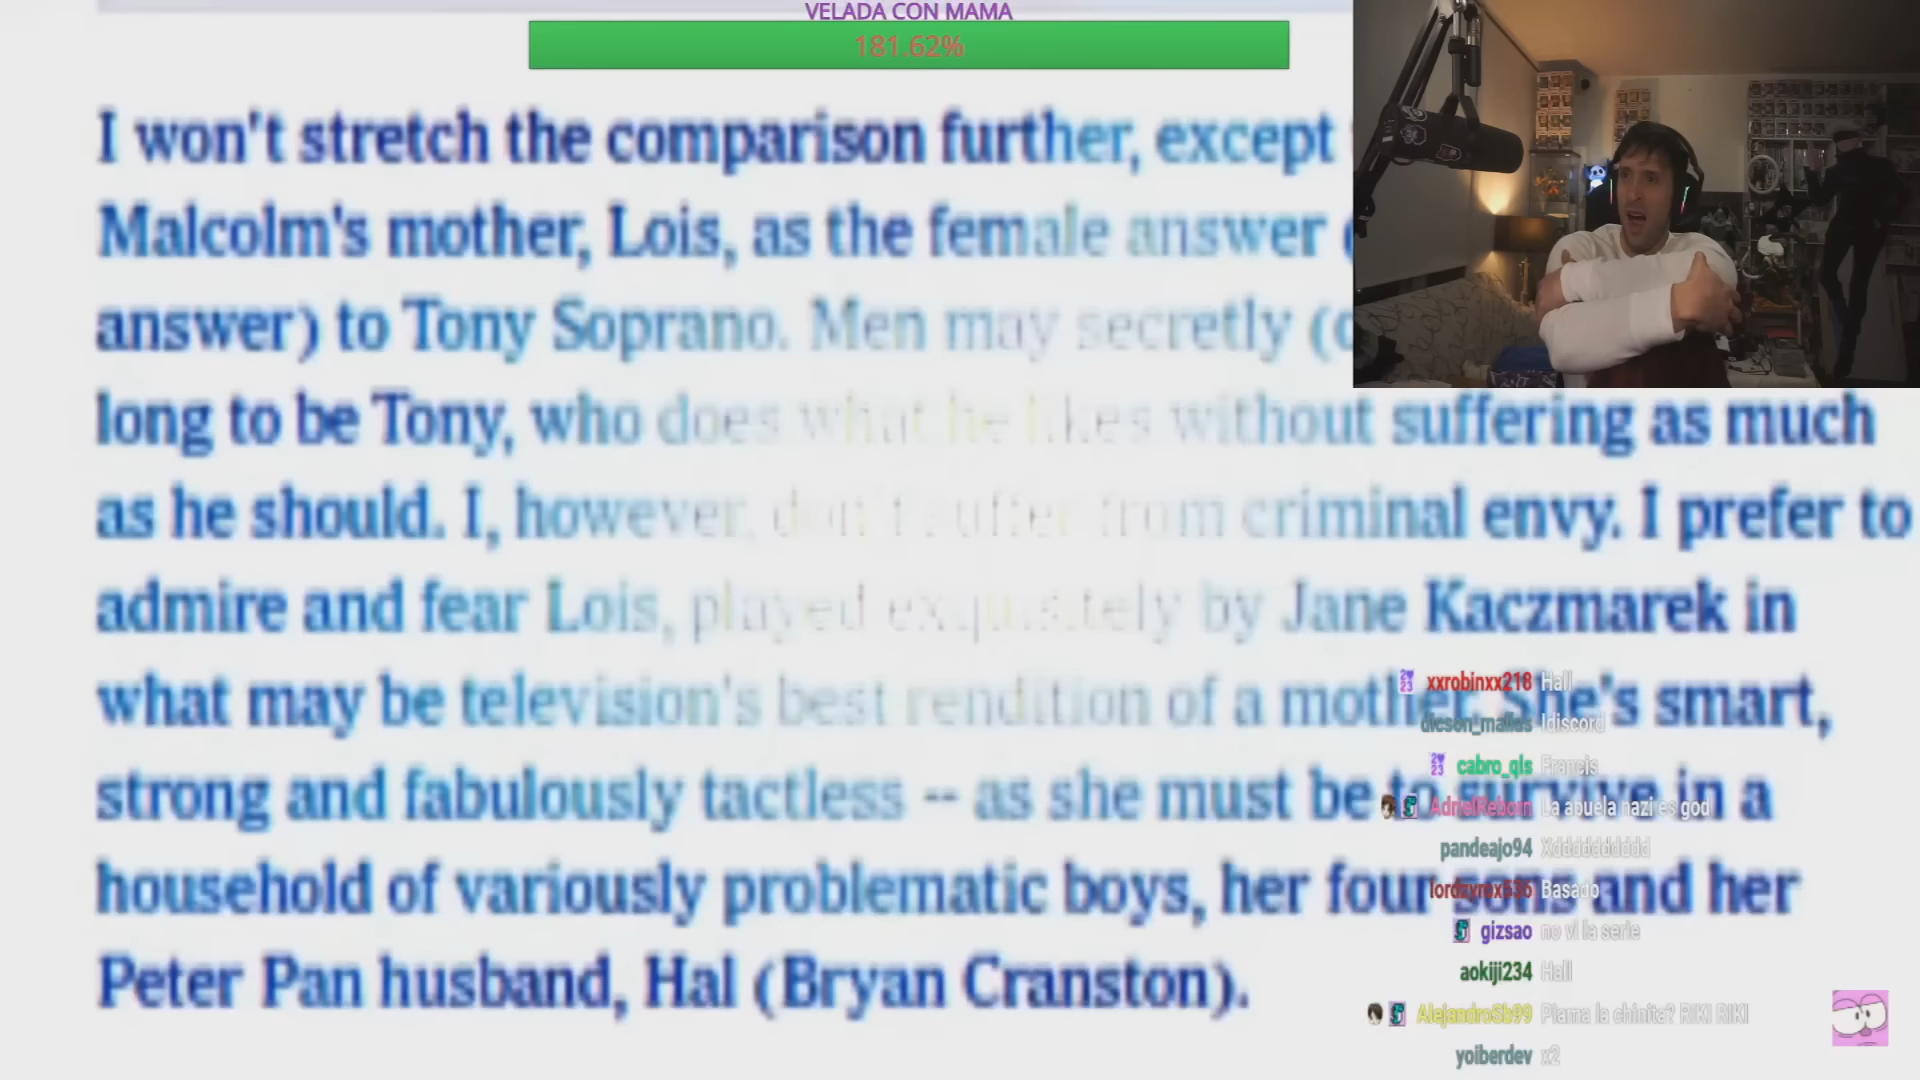 VELADA CON MAMA
181.62%
I won't stretch the comparison further, except
Malcolm's mother, Lois, as the female answer
answer) to Tony Soprano. Men may secretly
long to be Tony, who does what he likes without suffering as much
as he should. I, however, don't suffer from criminal envy. I prefer to
admire and fear Lois, played exquisitely by Jane Kaczmarek in
what may be television's best rendition of a mother. She's smart,
strong and fabulously tactless -- as she must be to survive in a
household of variously problematic boys, her four sons and her
Peter Pan husband, Hal (Bryan Cranston).
xxrobinxx218 Hall
dicson_mallas !discord
cabro_qls Francis
AdrielReborn La abuela nazi es god
pandeajo94 Xdddddddddd
Basado
gizsao no vi la serie
aokiji234 Hall
AlejandroSb99 Piama la chinita? RIKI RIKI
yoiberdev x2